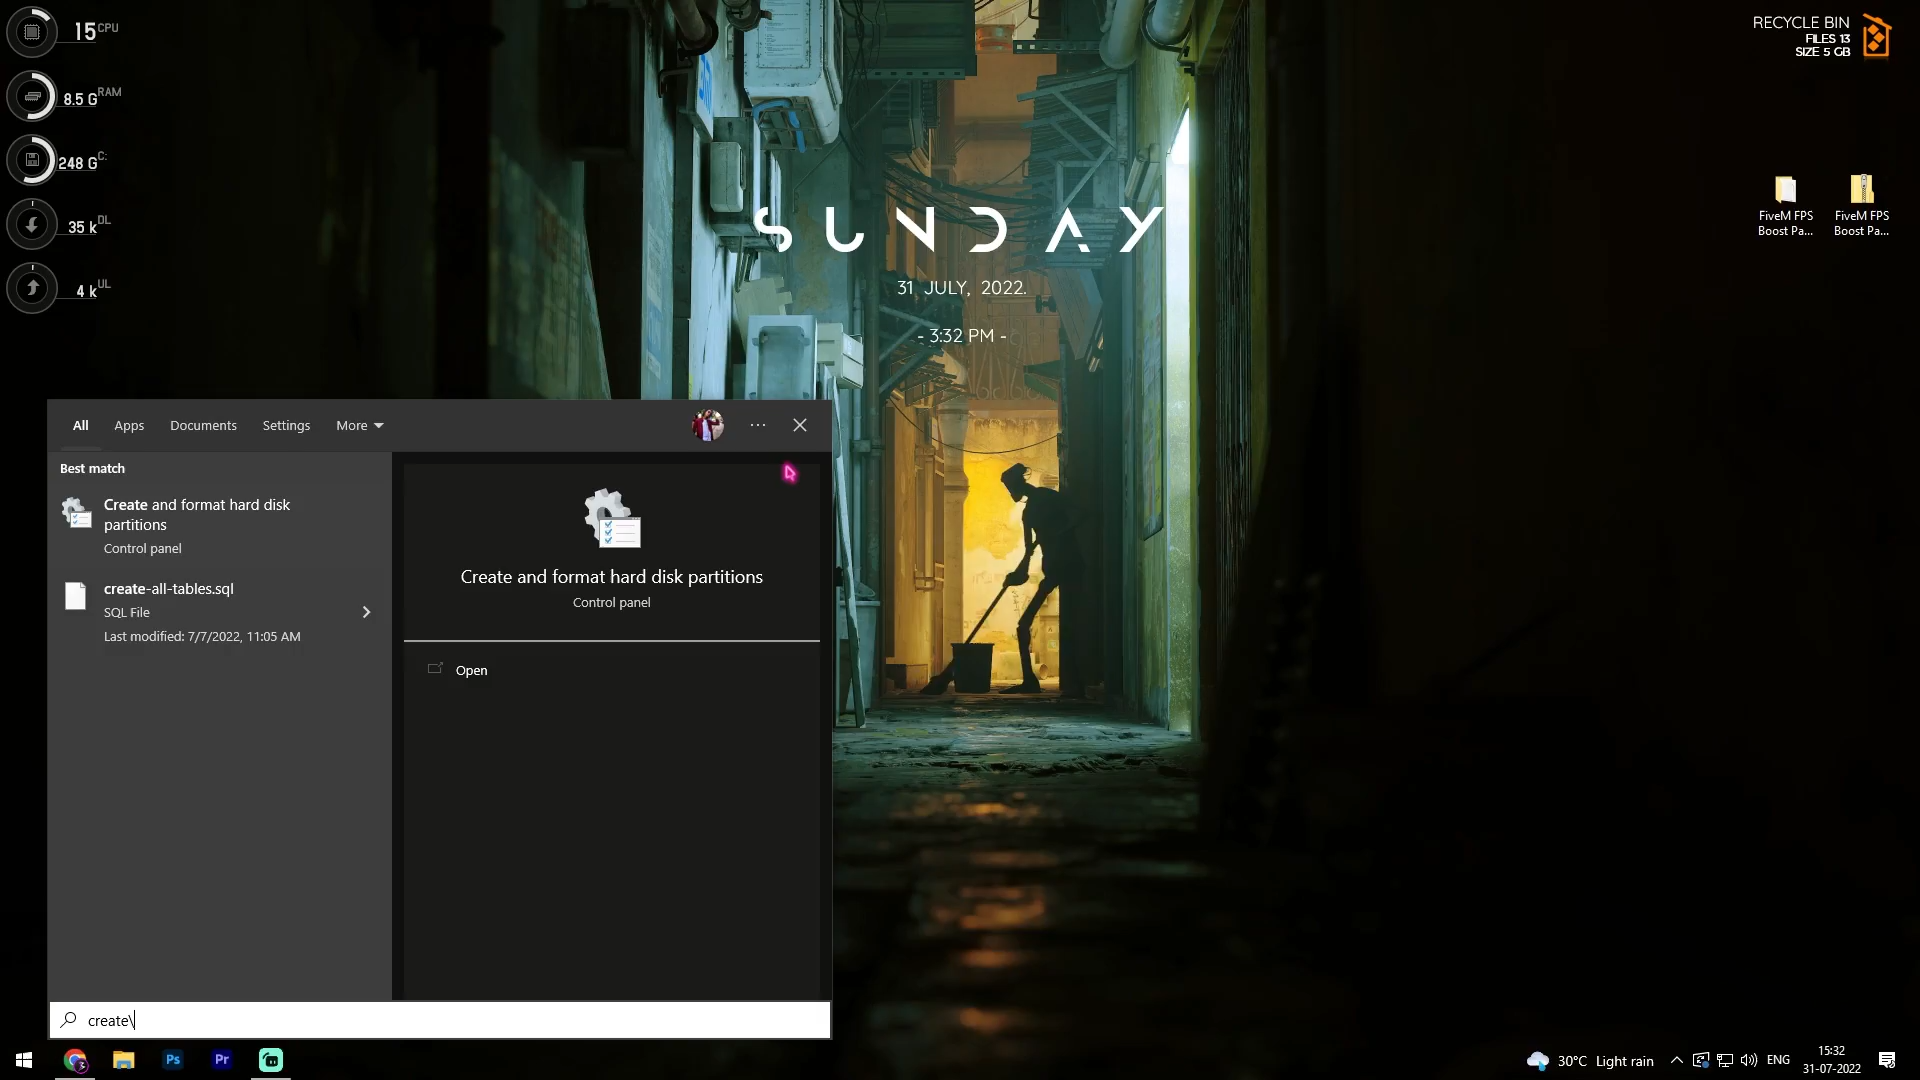 15 CPU
8.5 G RAM
248 G C:
35 k DL
4 k UL
RECYCLE BIN
FILES 13
SIZE 5 GB
FiveM FPS
Boost Pa...
FiveM FPS
Boost Pa...
SUNDAY
31 JULY, 2022.
- 3:32 PM -
All
Apps
Documents
Settings
More
Best match
Create and format hard disk
partitions
Control panel
create-all-tables.sql
SQL File
Last modified: 7/7/2022, 11:05 AM
Create and format hard disk partitions
Control panel
Open
create\
Ps
Pr
30°C Light rain
ENG
15:32
31-07-2022